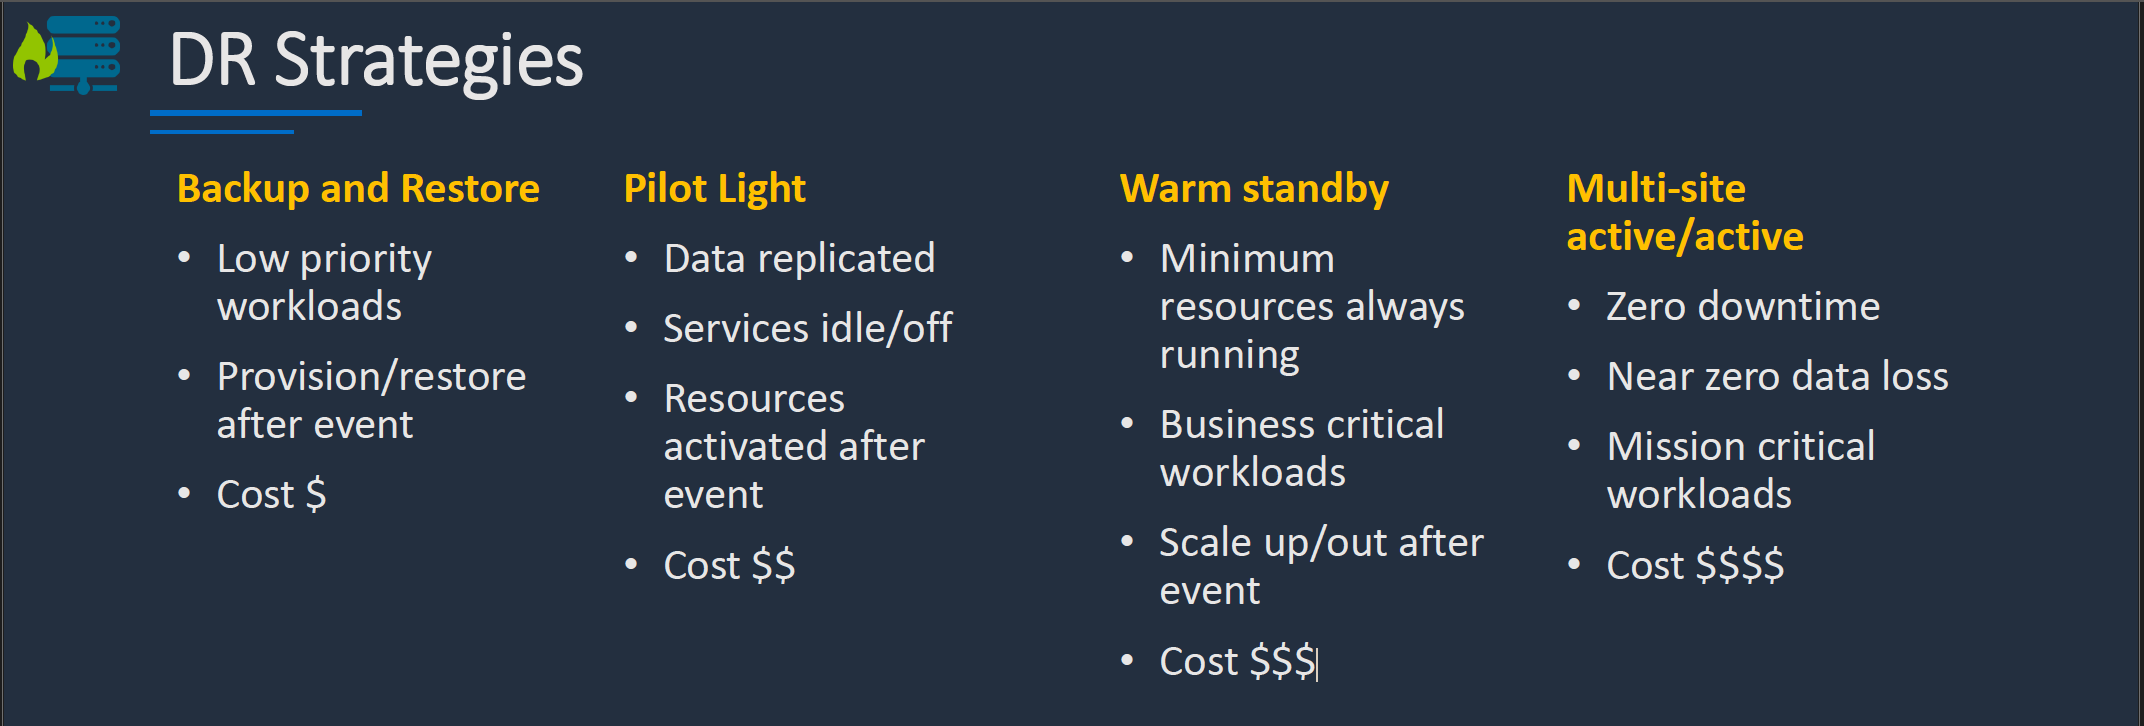 DR Strategies
Backup and Restore
• Low priority
workloads
• Provision/restore
after event
• Cost $
Pilot Light
• Data replicated
• Services idle/off
• Resources
activated after
event
• Cost $$
Warm standby
• Minimum
resources always
running
• Business critical
workloads
• Scale up/out after
event
• Cost $$$
Multi-site
active/active
• Zero downtime
• Near zero data loss
• Mission critical
workloads
• Cost $$$$